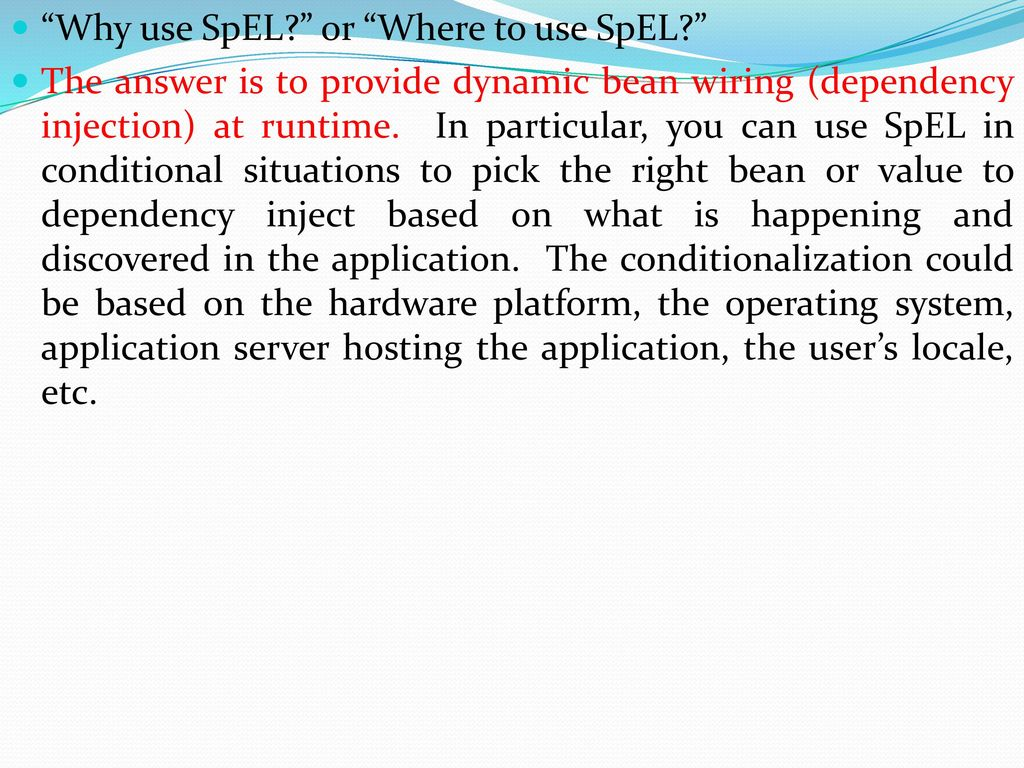 “Why use SpEL?” or “Where to use SpEL?”
The answer is to provide dynamic bean wiring (dependency
injection) at runtime. In particular, you can use SpEL in
conditional situations to pick the right bean or value to
dependency inject based on what is happening and
discovered in the application. The conditionalization could
be based on the hardware platform, the operating system,
application server hosting the application, the user’s locale,
etc.